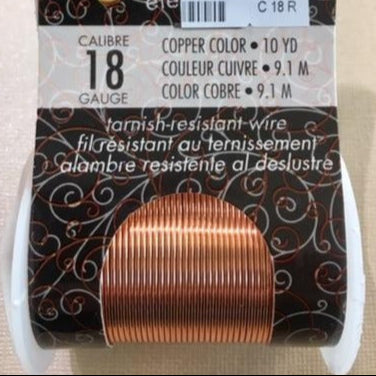 C 18 R
CALIBRE
18
GAUGE
COPPER COLOR • 10 YD
COULEUR CUIVRE • 9.1 M
COLOR COBRE • 9.1 M
tarnish-resistant wire
fil résistant au ternissement
alambre resistente al deslustre